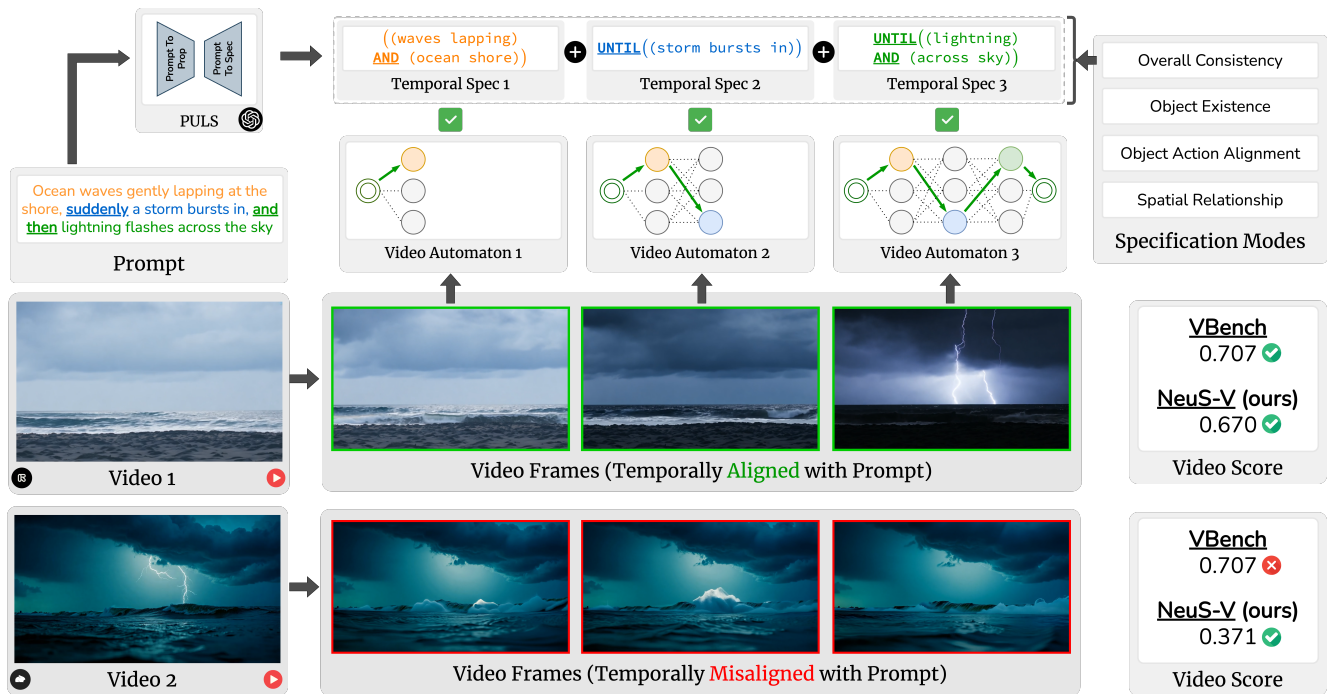 Prompt To
Prop
Prompt
To Spec
PULS
((waves lapping)
AND (ocean shore))
Temporal Spec 1
UNTIL((storm bursts in))
Temporal Spec 2
UNTIL((lightning)
AND (across sky))
Temporal Spec 3
Overall Consistency
Object Existence
Object Action Alignment
Spatial Relationship
Specification Modes
Ocean waves gently lapping at the
shore, suddenly a storm bursts in, and
then lightning flashes across the sky
Prompt
Video Automaton 1
Video Automaton 2
Video Automaton 3
Video 1
Video Frames (Temporally Aligned with Prompt)
VBench
0.707
NeuS-V (ours)
0.670
Video Score
Video 2
Video Frames (Temporally Misaligned with Prompt)
VBench
0.707
NeuS-V (ours)
0.371
Video Score